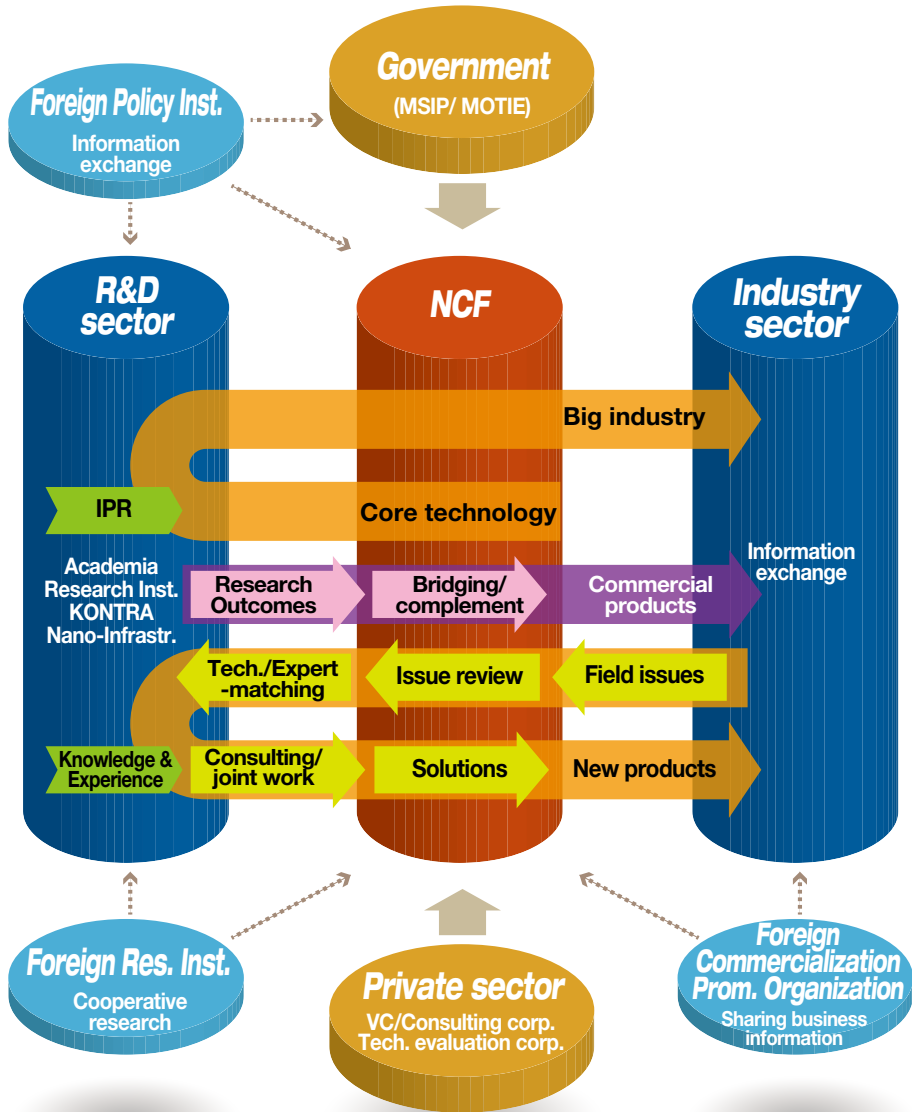 Government
(MSIP/ MOTIE)
Foreign Policy Inst.
Information
exchange
R&D
sector
NCF
Industry
sector
Big industry
IPR
Core technology
Academia
Research Inst.
KONTRA
Nano-Infrastr.
Research
Outcomes
Bridging/
complement
Commercial
products
Information
exchange
Tech./Expert
-matching
Issue review
Field issues
Knowledge &
Experience
Consulting/
joint work
Solutions
New products
Foreign Res. Inst.
Cooperative
research
Private sector
VC/Consulting corp.
Tech. evaluation corp.
Foreign
Commercialization
Prom. Organization
Sharing business
information